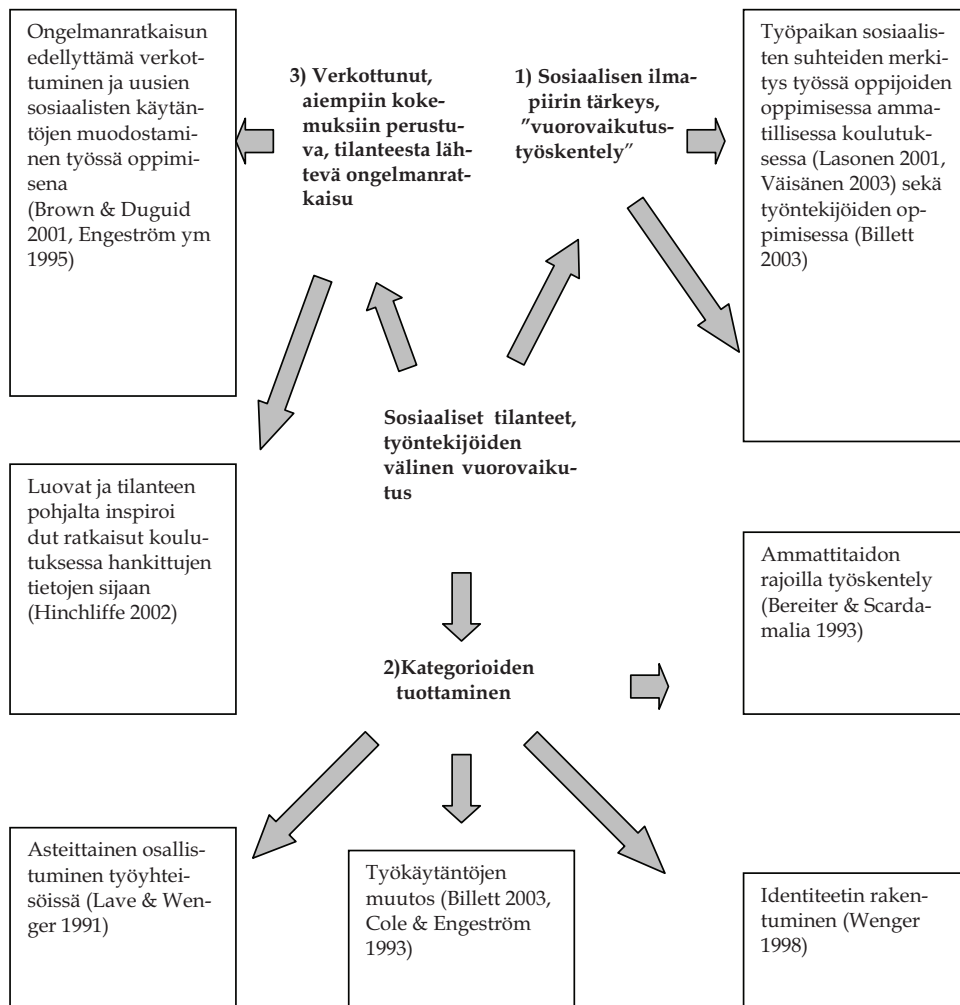 Ongelmanratkaisun
edellyttämä verkot-
tuminen ja uusien
sosiaalisten käytän-
töjen muodostami-
nen työssä oppimi-
sena
(Brown & Duguid
2001, Engeström ym
1995)
3) Verkottunut,
aiempiin koke-
muksiin perustu-
va, tilanteesta läh-
tevä ongelmanrat-
kaisu
1) Sosiaalisen ilma-
piirin tärkeys,
”vuorovaikutus-
työskentely”
Työpaikan sosiaalis-
ten suhteiden merki-
tys työssä oppijoiden
oppimisessa amma-
tillisessa koulutuk-
sessa (Lasonen 2001,
Väisänen 2003) sekä
työntekijöiden op-
pimisessa (Billett
2003)
Sosiaaliset tilanteet,
työntekijöiden
välinen vuorovaiku-
tus
Luovat ja tilanteen
pohjalta inspiroi
dut ratkaisut koulu-
tuksessa hankittujen
tietojen sijaan
(Hinchliffe 2002)
Ammattitaidon
rajoilla työskentely
(Bereiter & Scarda-
malia 1993)
2)Kategorioiden
tuottaminen
Asteittainen osallis-
tuminen työyhtei-
söissä (Lave & Wen-
ger 1991)
Työkäytäntöjen
muutos (Billett 2003,
Cole & Engeström
1993)
Identiteetin raken-
tuminen (Wenger
1998)